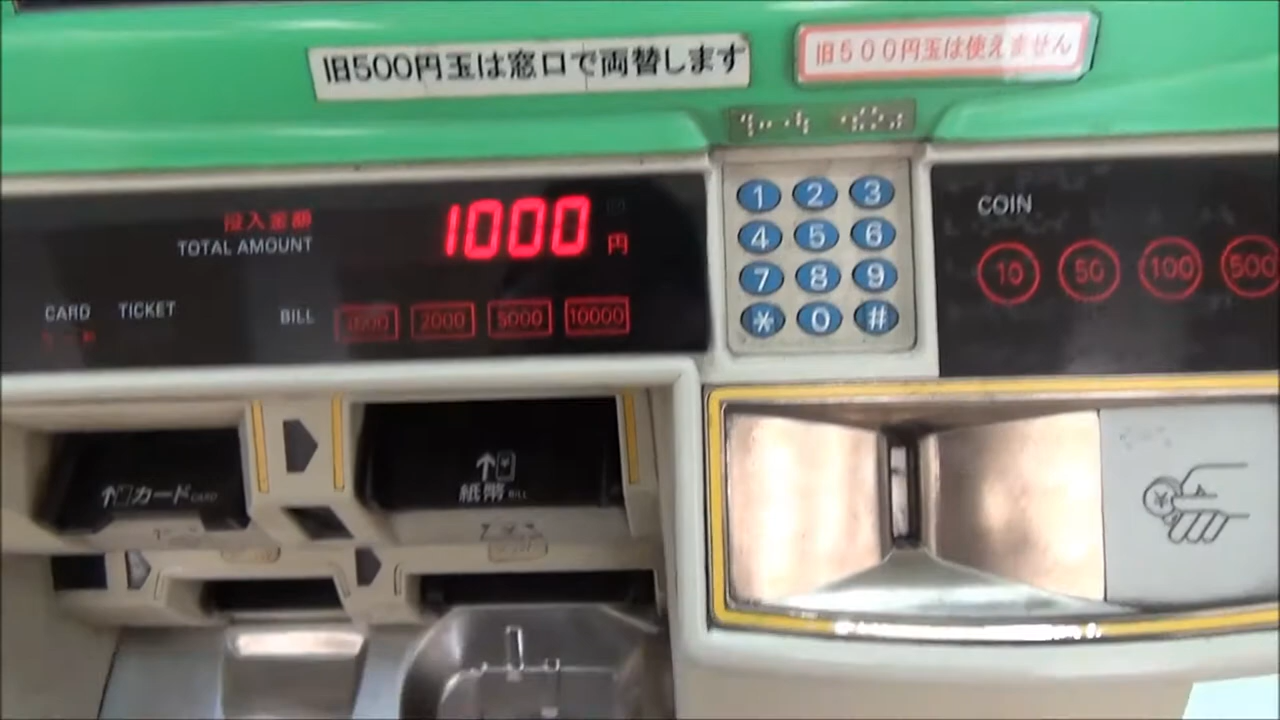 旧500円玉は窓口で両替します
旧500円玉は使えません
投入金額
TOTAL AMOUNT
1000 円
1 2 3
4 5 6
7 8 9
* 0 #
COIN
10 50 100 500
CARD TICKET BILL 1000 2000 5000 10000
カード CARD
紙幣 BILL